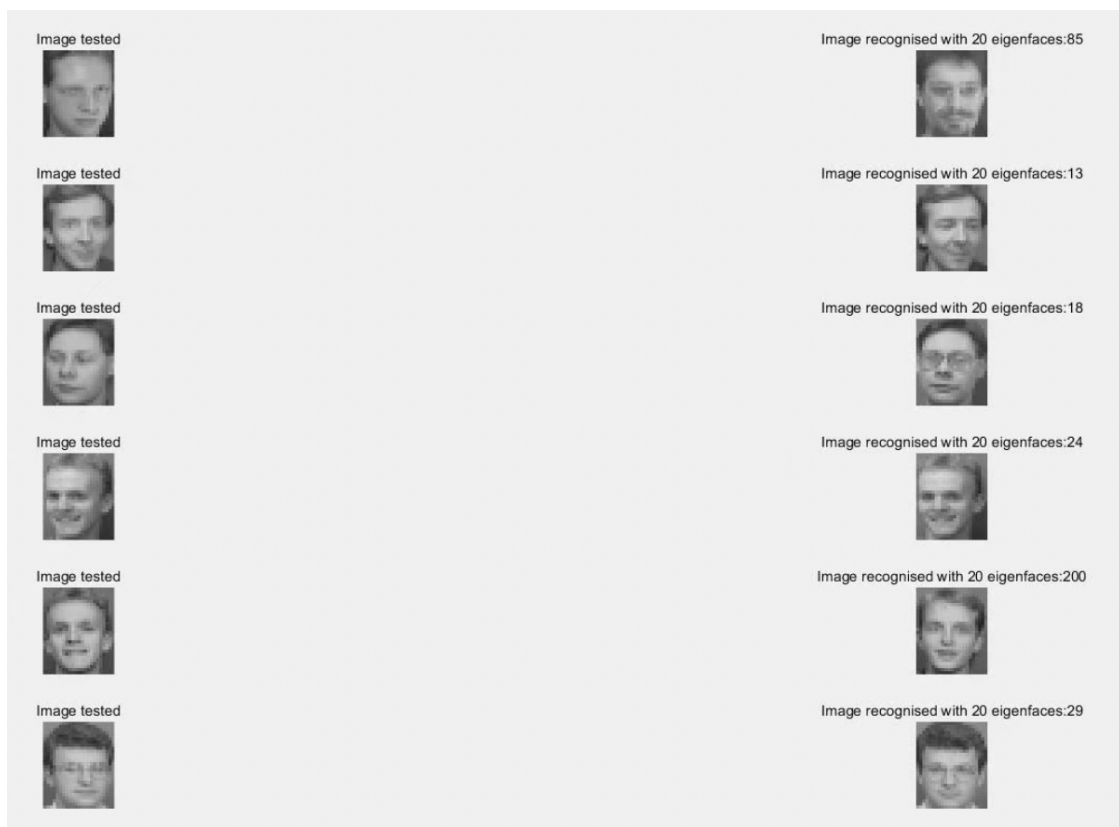 Image tested
Image recognised with 20 eigenfaces:85
Image tested
Image recognised with 20 eigenfaces:13
Image tested
Image recognised with 20 eigenfaces:18
Image tested
Image recognised with 20 eigenfaces:24
Image tested
Image recognised with 20 eigenfaces:200
Image tested
Image recognised with 20 eigenfaces:29